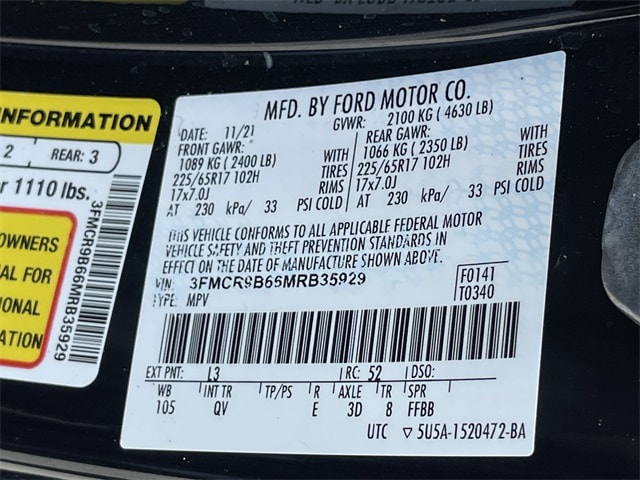 INFORMATION
2 REAR: 3
r 1110 lbs.
OWNERS
AL FOR
TIONAL
ATION
3FMCR9B66MRB35929
MFD. BY FORD MOTOR CO.
DATE: 11/21 GVWR: 2100 KG ( 4630 LB)
FRONT GAWR: REAR GAWR:
1089 KG ( 2400 LB) WITH 1066 KG ( 2350 LB) WITH
225/65R17 102H TIRES 225/65R17 102H TIRES
17x7.0J RIMS 17x7.0J RIMS
AT 230 kPa/ 33 PSI COLD AT 230 kPa/ 33 PSI COLD
THIS VEHICLE CONFORMS TO ALL APPLICABLE FEDERAL MOTOR
VEHICLE SAFETY AND THEFT PREVENTION STANDARDS IN
EFFECT ON THE DATE OF MANUFACTURE SHOWN ABOVE.
VIN: 3FMCR9B66MRB35929 F0141
TYPE: MPV T0340
EXT PNT: L3 RC: 52 DSO:
WB INT TR TP/PS R AXLE TR SPR
105 QV E 3D 8 FFBB
UTC ▽ 5U5A-1520472-BA